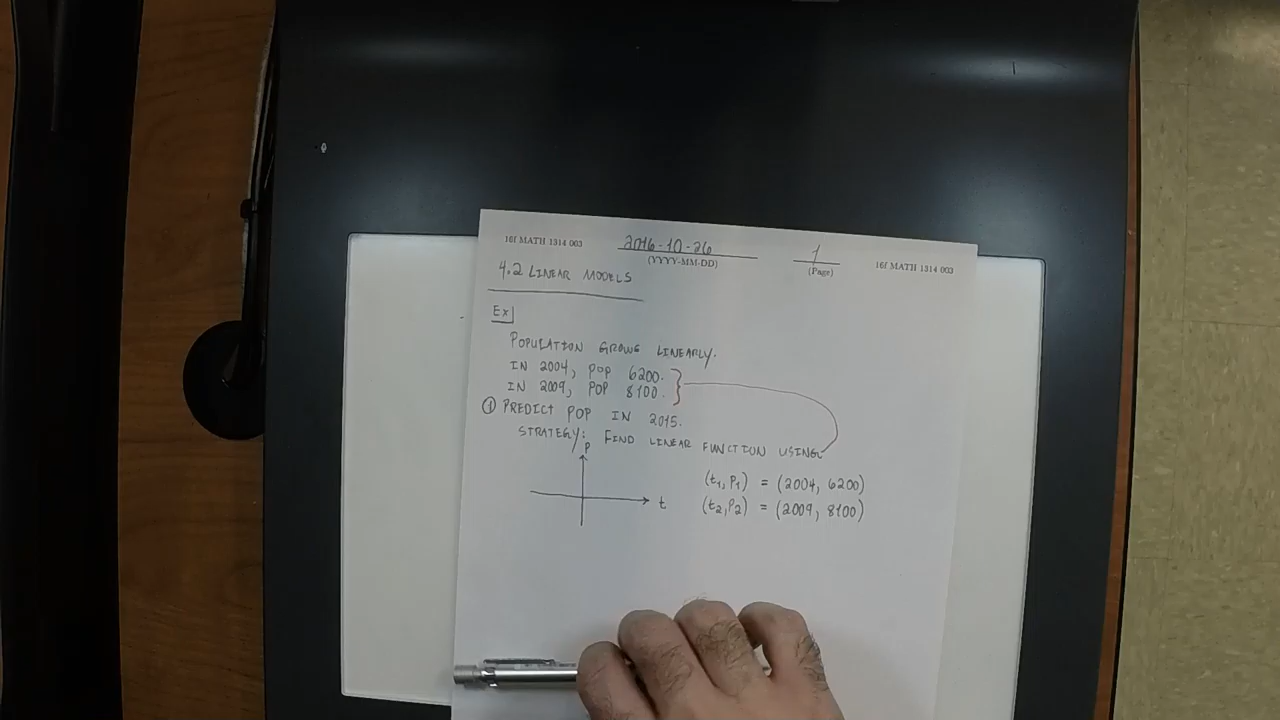 16f MATH 1314 003 2016-10-26 1 16f MATH 1314 003
(YYYY-MM-DD) (Page)
4.2 LINEAR MODELS
Ex
POPULATION GROWS LINEARLY.
IN 2004, POP 6200.
IN 2009, POP 8100.
① PREDICT POP IN 2015.
STRATEGY: FIND LINEAR FUNCTION USING
P
t
(t₁, P₁) = (2004, 6200)
(t₂, P₂) = (2009, 8100)